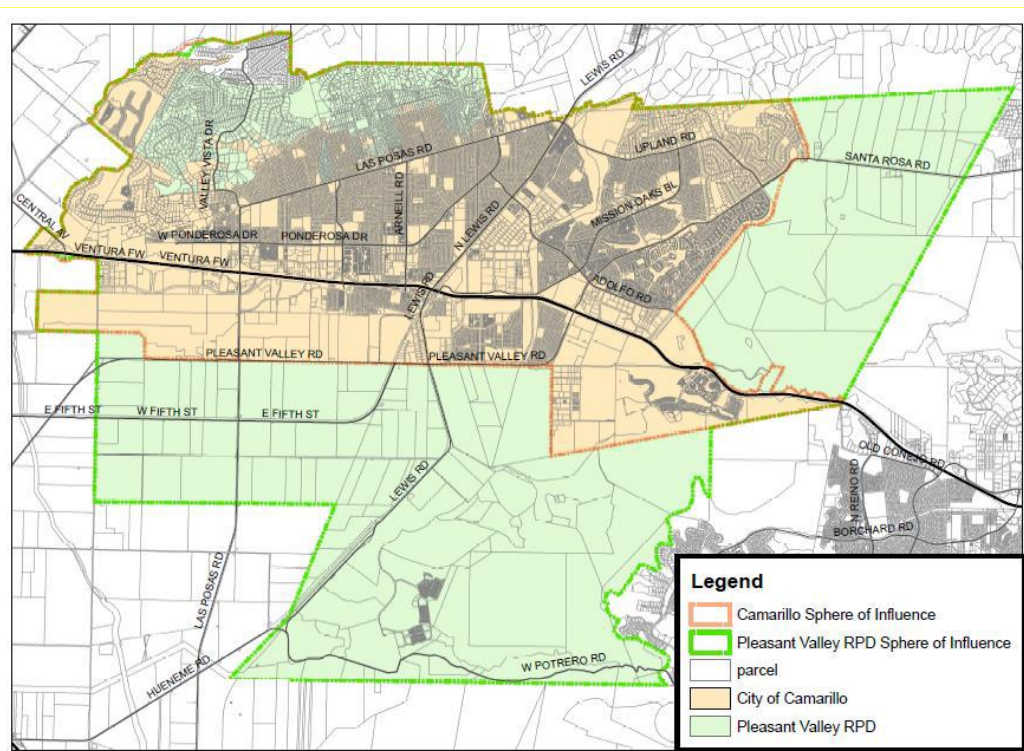 LEWIS RD
VALLEY VISTA DR
LAS POSAS RD
UPLAND RD
SANTA ROSA RD
ARNEILL RD
N LEWIS RD
MISSION OAKS BL
CENTRAL AV
W PONDEROSA DR
PONDEROSA DR
VENTURA FW
VENTURA FW
LEWIS RD
ADOLFO RD
PLEASANT VALLEY RD
PLEASANT VALLEY RD
E FIFTH ST
W FIFTH ST
E FIFTH ST
LEWIS RD
OLD CONEJO RD
N REINO RD
BORCHARD RD
LAS POSAS RD
HUENEME RD
W POTRERO RD
Legend
Camarillo Sphere of Influence
Pleasant Valley RPD Sphere of Influence
parcel
City of Camarillo
Pleasant Valley RPD